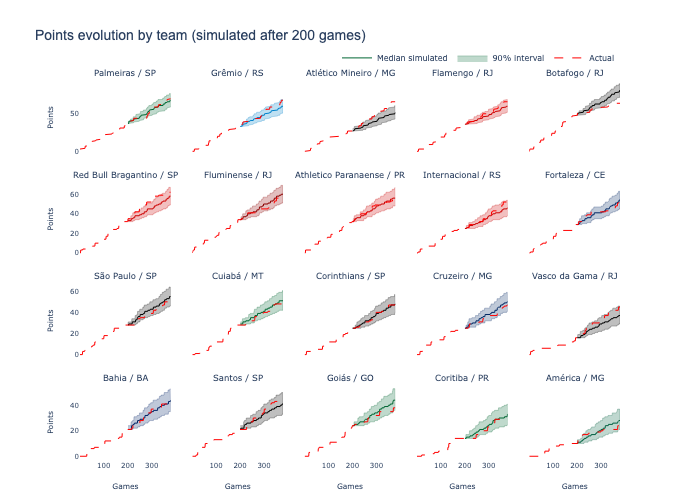 Points evolution by team (simulated after 200 games)
Median simulated 90% interval Actual
Palmeiras / SP Grêmio / RS Atlético Mineiro / MG Flamengo / RJ Botafogo / RJ
Points
50
0
Red Bull Bragantino / SP Fluminense / RJ Athletico Paranaense / PR Internacional / RS Fortaleza / CE
Points
60
40
20
0
São Paulo / SP Cuiabá / MT Corinthians / SP Cruzeiro / MG Vasco da Gama / RJ
Points
60
40
20
0
Bahia / BA Santos / SP Goiás / GO Coritiba / PR América / MG
Points
40
20
0
100 200 300 100 200 300 100 200 300 100 200 300 100 200 300
Games Games Games Games Games